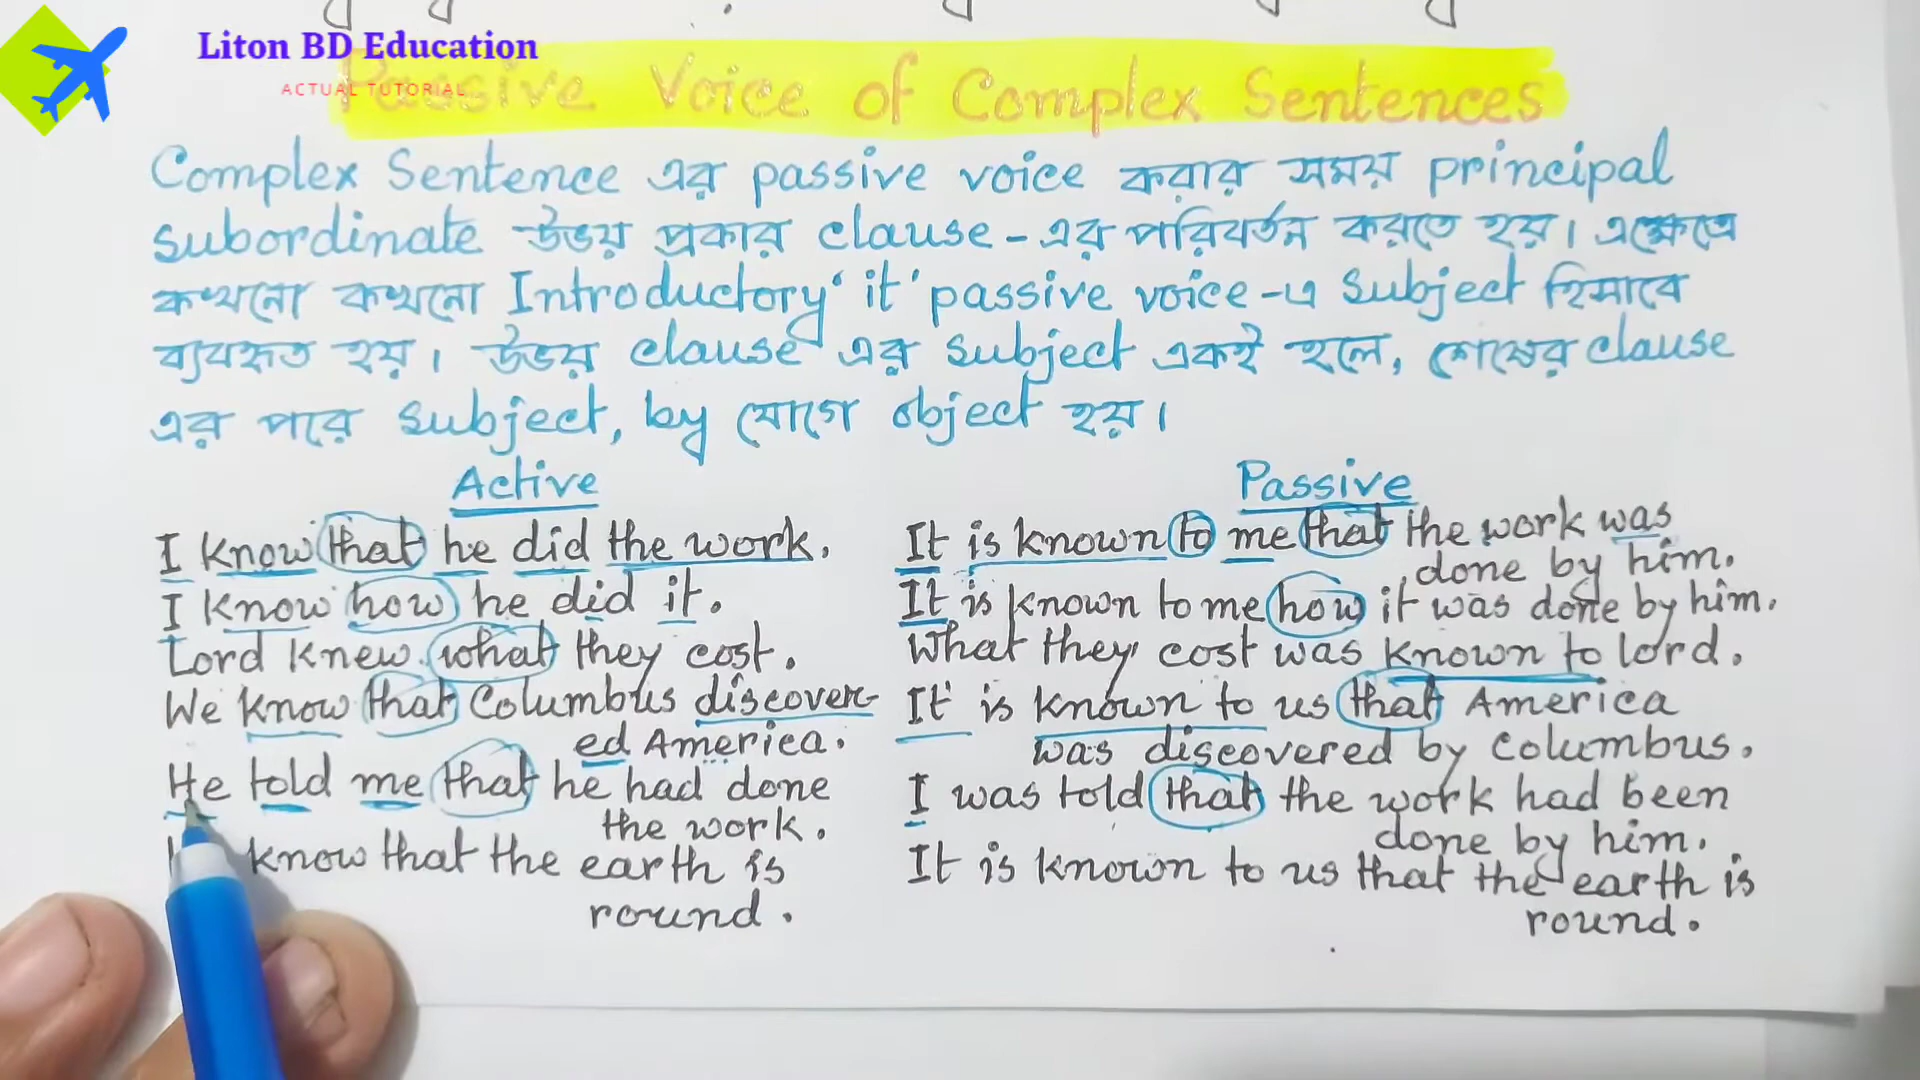 Liton BD Education
ACTUAL TUTORIAL
Passive Voice of Complex Sentences
Complex Sentence এর passive voice করার সময় principal
subordinate উভয় প্রকার clause-এর পরিবর্তন করতে হয়। এক্ষেত্রে
কখনো কখনো Introductory 'it' passive voice-এ subject হিসাবে
ব্যবহৃত হয়। উভয় clause এর subject একই হলে, শেষের clause
এর পরে subject, by যোগে object হয়।
Active
Passive
I know that he did the work.
It is known to me that the work was
done by him.
I know how he did it.
It is known to me how it was done by him.
Lord knew what they cost.
What they cost was known to lord.
We know that Columbus discover-
ed America.
It is known to us that America
was discovered by Columbus.
He told me that he had done
the work.
I was told that the work had been
done by him.
know that the earth is
round.
It is known to us that the earth is
round.